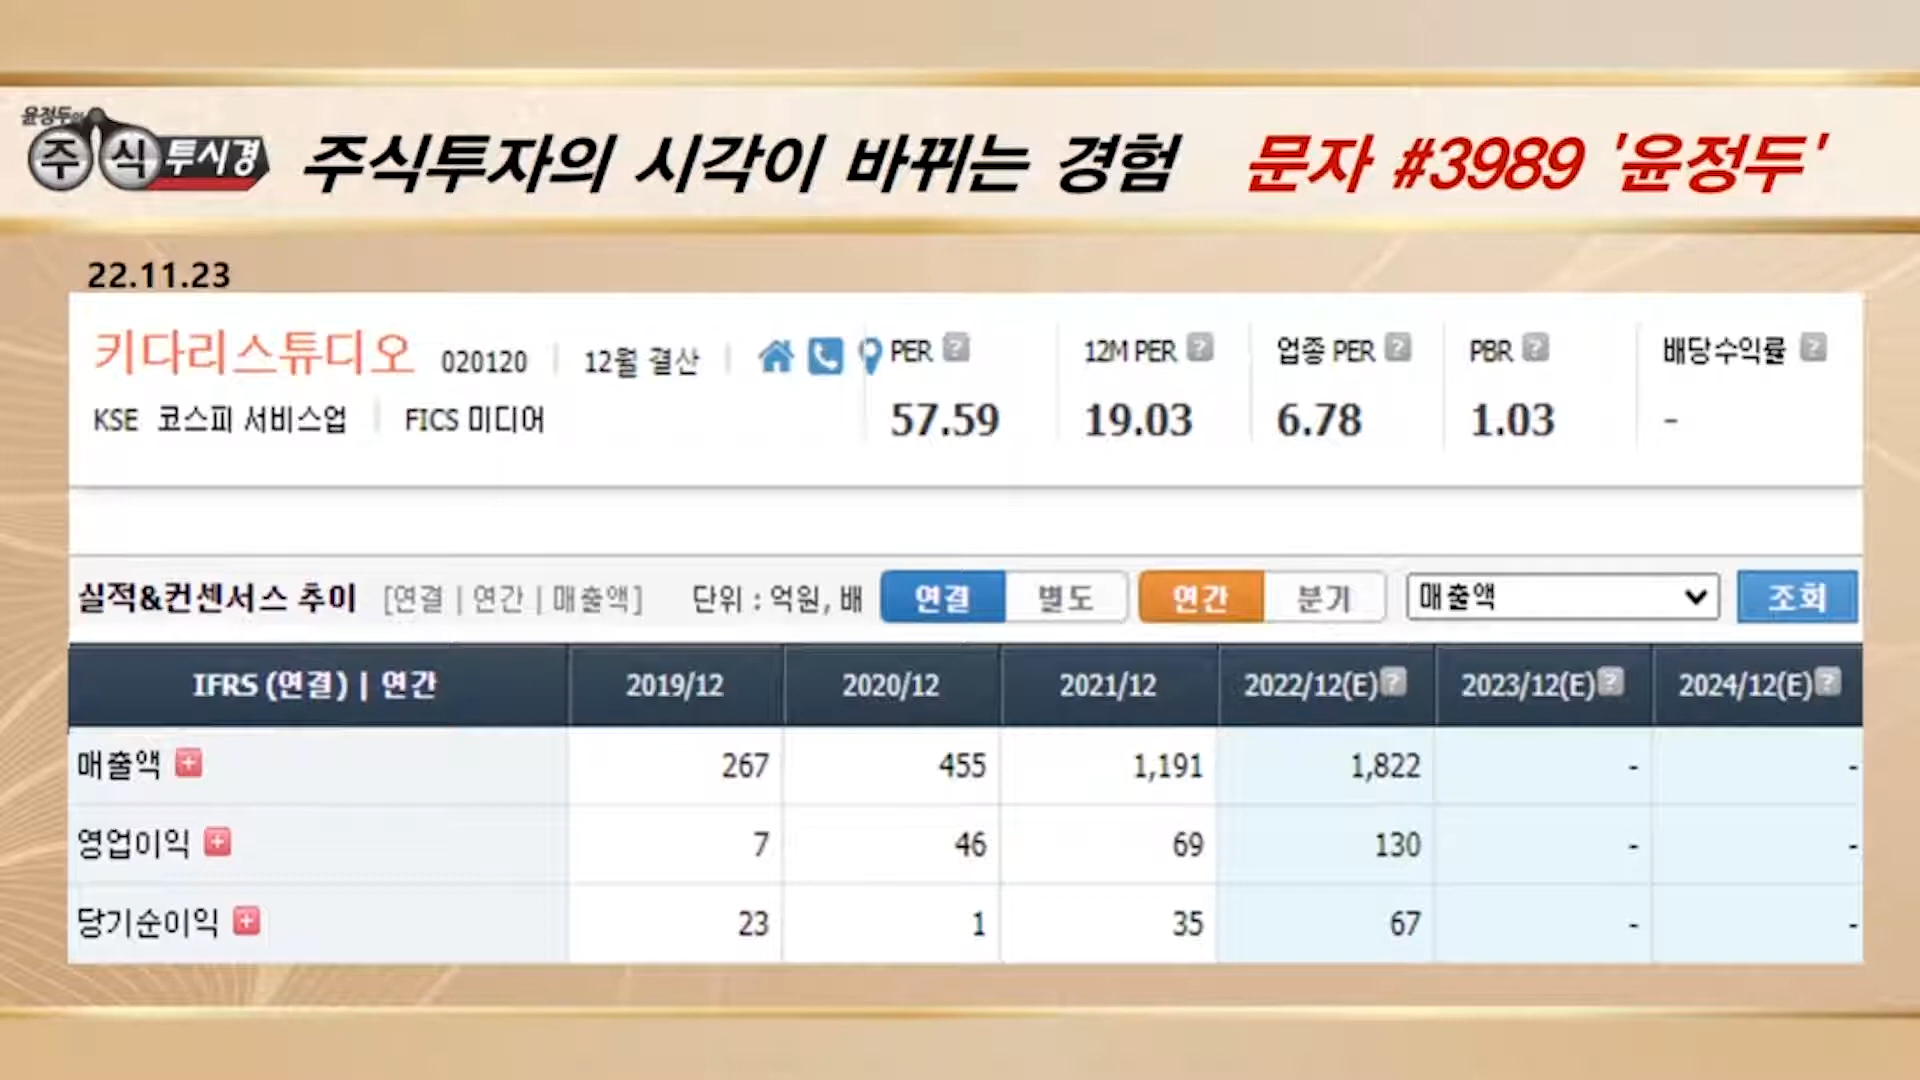 윤정두의
주식투시경
주식투자의 시각이 바뀌는 경험 문자 #3989 '윤정두'
22.11.23
키다리스튜디오 020120 12월 결산
KSE 코스피 서비스업 FICS 미디어
PER ? 12M PER ? 업종 PER ? PBR ? 배당수익률 ?
57.59 19.03 6.78 1.03 -
실적&컨센서스 추이 [연결 | 연간 | 매출액] 단위 : 억원, 배 연결 별도 연간 분기 매출액 조회
IFRS (연결) | 연간 2019/12 2020/12 2021/12 2022/12(E) ? 2023/12(E) ? 2024/12(E) ?
매출액 + 267 455 1,191 1,822 - -
영업이익 + 7 46 69 130 - -
당기순이익 + 23 1 35 67 - -